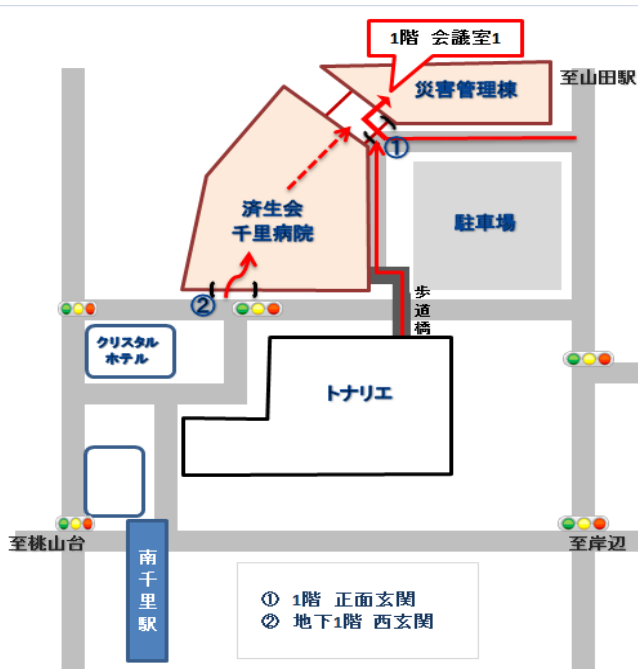 1階 会議室1
災害管理棟
至山田駅
①
済生会
千里病院
駐車場
②
歩道橋
クリスタル
ホテル
トナリエ
至桃山台
至岸辺
南千里駅
① 1階 正面玄関
② 地下1階 西玄関